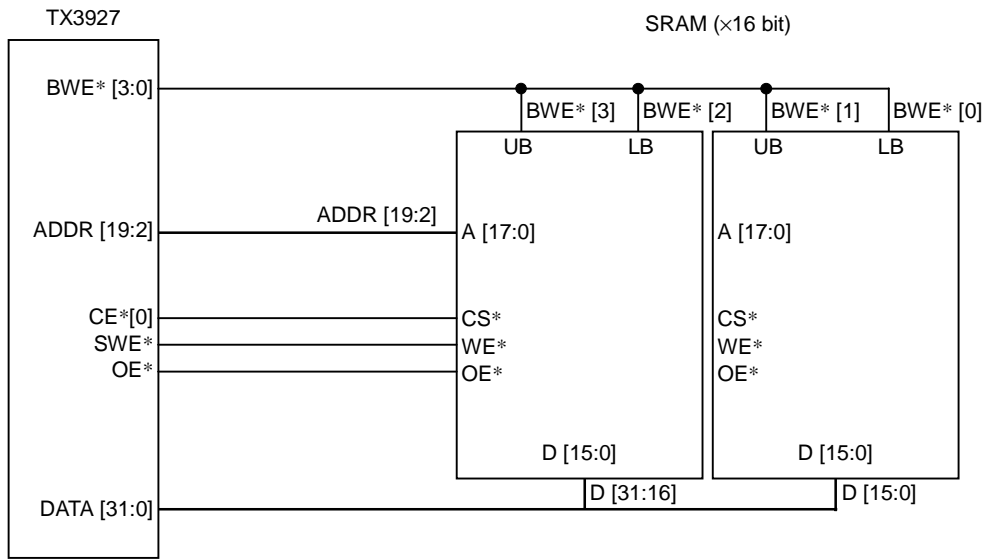 TX3927
SRAM (×16 bit)
BWE* [3:0]
BWE* [3] BWE* [2] BWE* [1] BWE* [0]
UB LB UB LB
ADDR [19:2]
ADDR [19:2] A [17:0] A [17:0]
CE*[0] CS* CS*
SWE* WE* WE*
OE* OE* OE*
D [15:0] D [15:0]
D [31:16] D [15:0]
DATA [31:0]